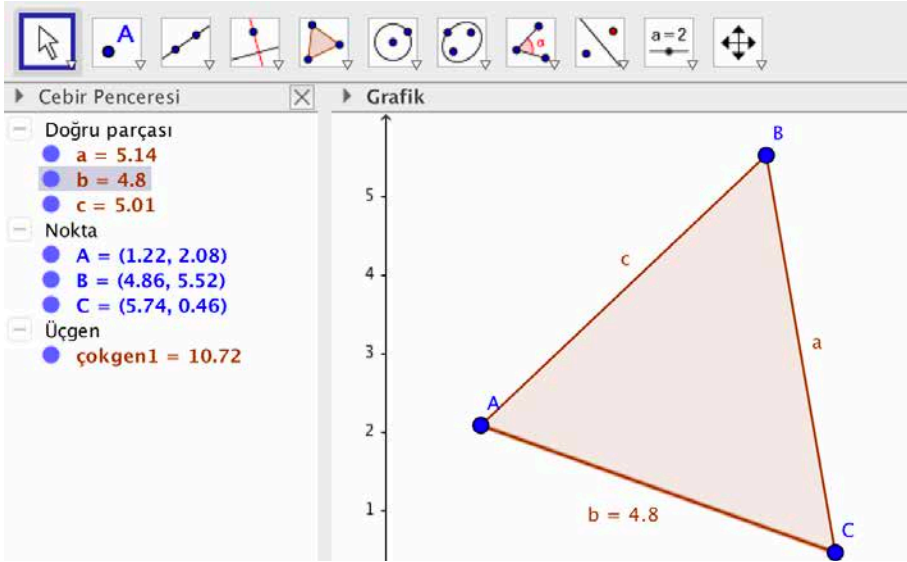 A
α
a=2
Cebir Penceresi
Grafik
Doğru parçası
a = 5.14
b = 4.8
c = 5.01
Nokta
A = (1.22, 2.08)
B = (4.86, 5.52)
C = (5.74, 0.46)
Üçgen
çokgen1 = 10.72
B
5
c
4
3
a
A
2
1
b = 4.8
C